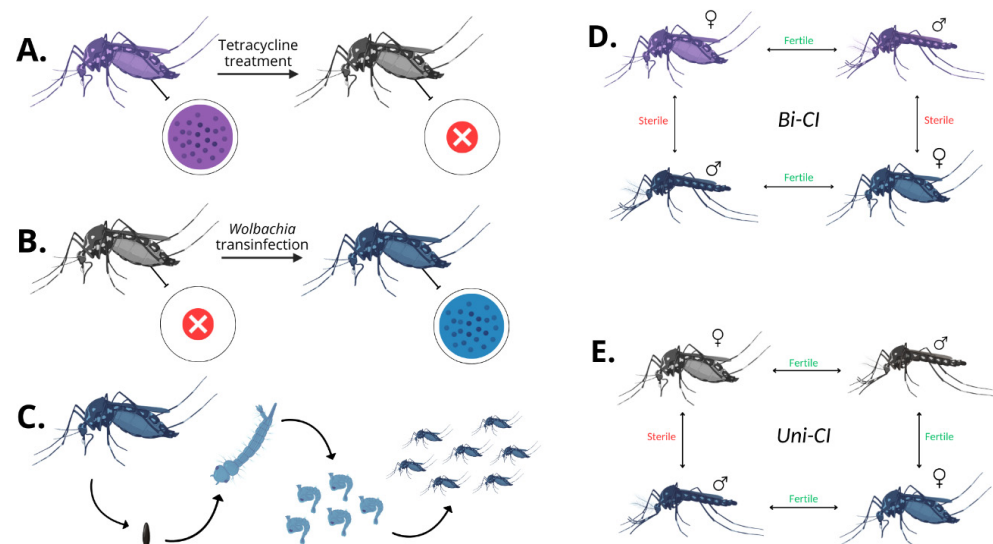 A.
Tetracycline
treatment
B.
Wolbachia
transinfection
C.
D.
♀
♂
Fertile
Sterile
Bi-CI
Sterile
♂
♀
Fertile
E.
♀
♂
Fertile
Sterile
Uni-CI
Fertile
♂
♀
Fertile